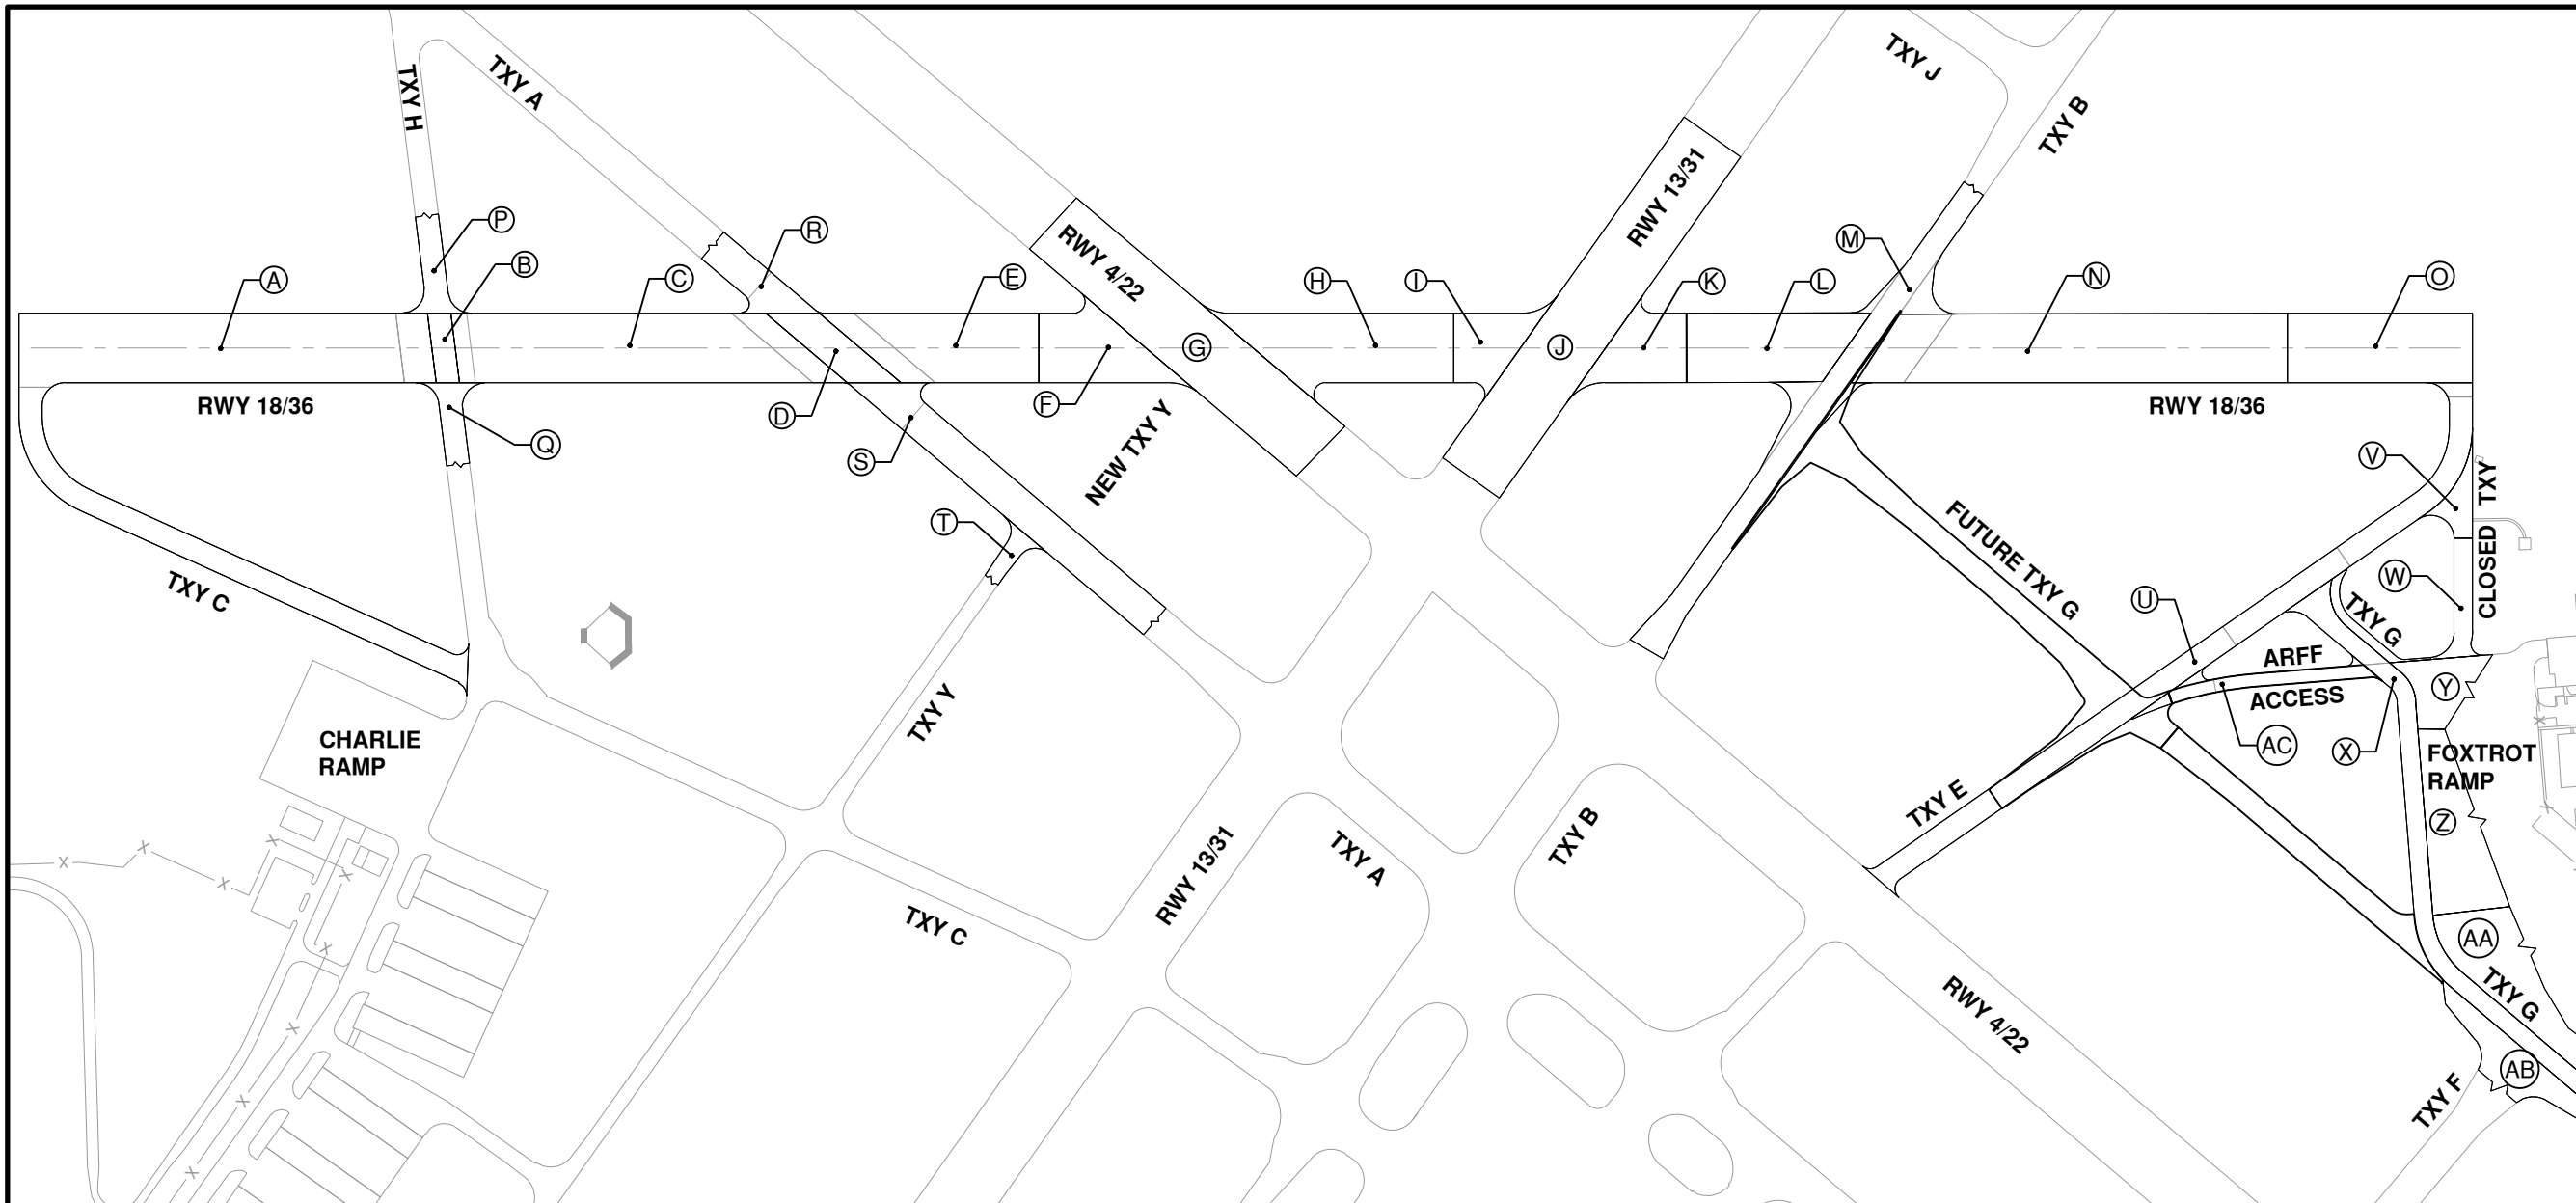 TXY H
TXY A
TXY J
TXY B
RWY 4/22
RWY 13/31
P
B
R
A
C
E
H
I
M
K
L
N
O
G
J
RWY 18/36
D
F
RWY 18/36
Q
S
NEW TXY Y
V
CLOSED TXY
T
FUTURE TXY G
W
TXY C
U
TXY G
ARFF
ACCESS
Y
TXY Y
CHARLIE
RAMP
AC
X
FOXTROT
RAMP
TXY E
Z
TXY B
RWY 13/31
TXY A
TXY C
AA
TXY G
RWY 4/22
AB
TXY F
X
X
X
X
X
X
X
X
X
X
X